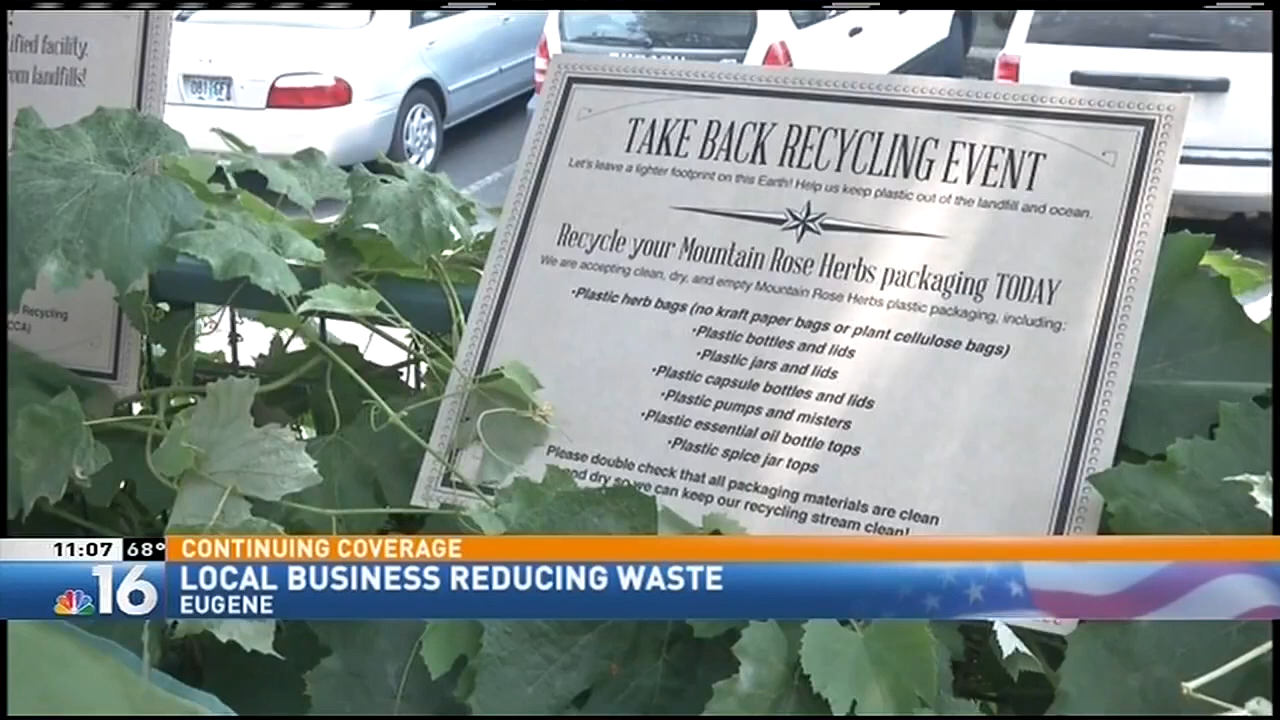 ified facility.
om landfills!
Recycling
CCA)
TAKE BACK RECYCLING EVENT
Let's leave a lighter footprint on this Earth! Help us keep plastic out of the landfill and ocean.
Recycle your Mountain Rose Herbs packaging TODAY
We are accepting clean, dry, and empty Mountain Rose Herbs plastic packaging, including:
•Plastic herb bags (no kraft paper bags or plant cellulose bags)
•Plastic bottles and lids
•Plastic jars and lids
•Plastic capsule bottles and lids
•Plastic pumps and misters
•Plastic essential oil bottle tops
•Plastic spice jar tops
Please double check that all packaging materials are clean
and dry so we can keep our recycling stream clean!
11:07 68° CONTINUING COVERAGE
16 LOCAL BUSINESS REDUCING WASTE
EUGENE